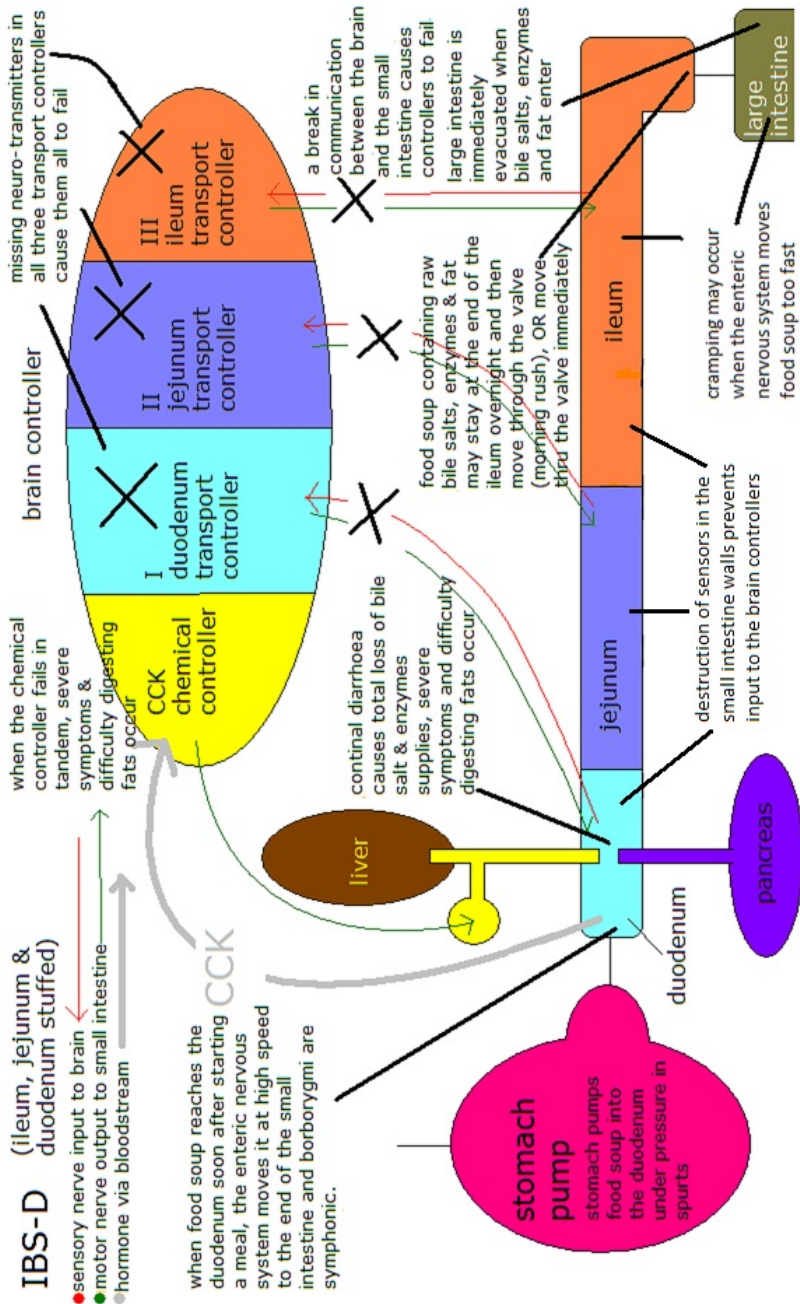 IBS-D
(ileum, jejunum &
duodenum stuffed)
sensory nerve input to brain
motor nerve output to small intestine
hormone via bloodstream
when the chemical
controller fails in
tandem, severe
symptoms &
difficulty digesting
fats occur
brain controller
missing neuro-transmitters in
all three transport controllers
cause them all to fail
CCK
chemical
controller
I
duodenum
transport
controller
II
jejunum
transport
controller
III
ileum
transport
controller
CCK
when food soup reaches the
duodenum soon after starting
a meal, the enteric nervous
system moves it at high speed
to the end of the small
intestine and borborygmi are
symphonic.
liver
continal diarrhoea
causes total loss of bile
salt & enzymes
supplies, severe
symptoms and difficulty
digesting fats occur
food soup containing raw
bile salts, enzymes & fat
may stay at the end of the
ileum overnight and then
move through the valve
(morning rush), OR move
thru the valve immediately
a break in
communication
between the brain
and the small
intestine causes
controllers to fail
large intestine is
immediately
evacuated when
bile salts, enzymes
and fat enter
stomach
pump
stomach pumps
food soup into
the duodenum
under pressure in
spurts
duodenum
jejunum
ileum
large
intestine
pancreas
destruction of sensors in the
small intestine walls prevents
input to the brain controllers
cramping may occur
when the enteric
nervous system moves
food soup too fast